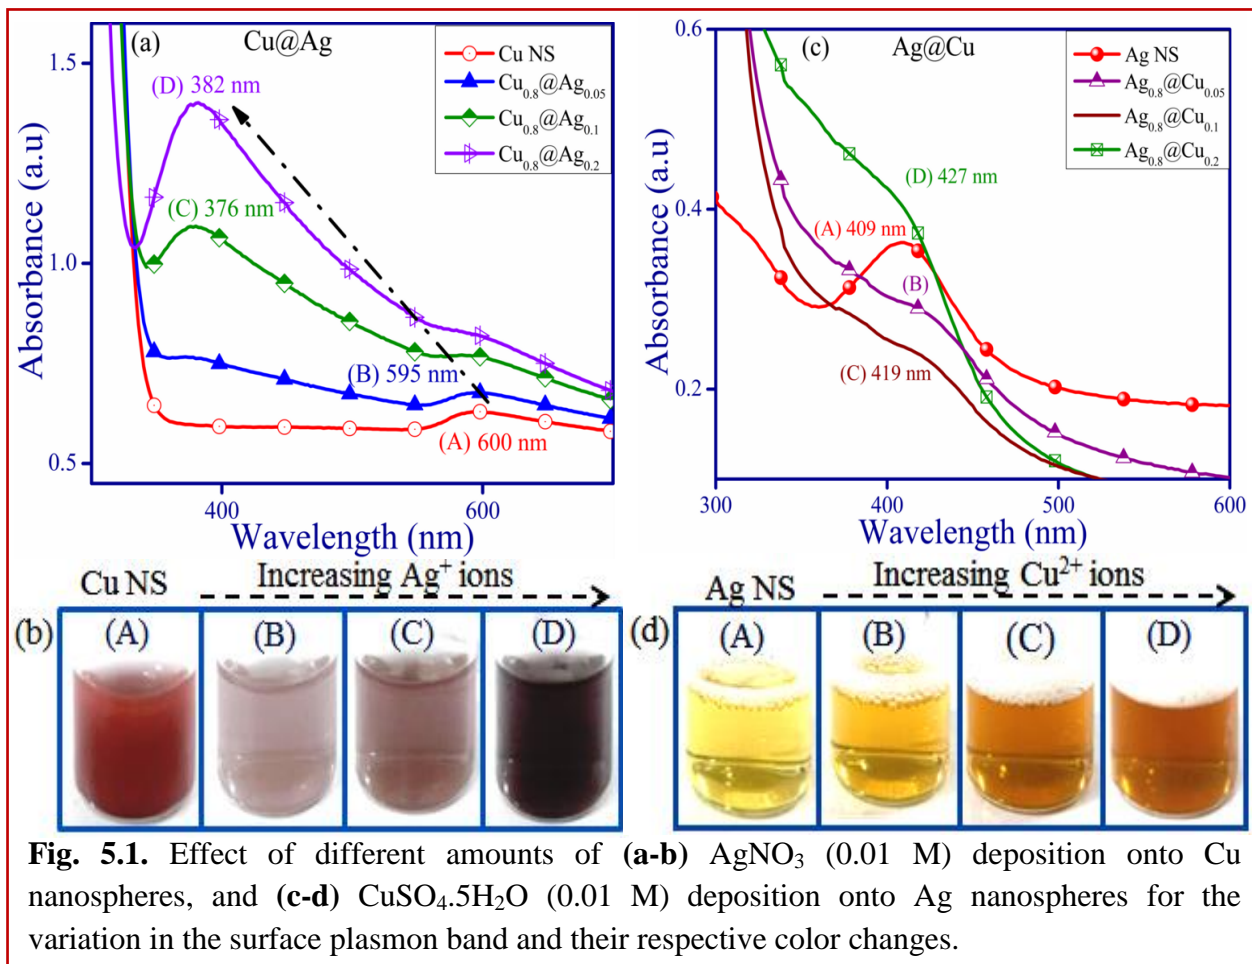 (a)
Cu@Ag
Cu NS
Cu0.8@Ag0.05
Cu0.8@Ag0.1
Cu0.8@Ag0.2
(D) 382 nm
(C) 376 nm
(B) 595 nm
(A) 600 nm
1.5
1.0
0.5
Absorbance (a.u)
400
600
Wavelength (nm)
(c)
Ag@Cu
Ag NS
Ag0.8@Cu0.05
Ag0.8@Cu0.1
Ag0.8@Cu0.2
(D) 427 nm
(A) 409 nm
(B)
(C) 419 nm
0.6
0.4
0.2
Absorbance (a.u)
300
400
500
600
Wavelength (nm)
Cu NS
Increasing Ag+ ions
(b)
(A)
(B)
(C)
(D)
Ag NS
Increasing Cu2+ ions
(d)
(A)
(B)
(C)
(D)
Fig. 5.1. Effect of different amounts of (a-b) AgNO3 (0.01 M) deposition onto Cu
nanospheres, and (c-d) CuSO4.5H2O (0.01 M) deposition onto Ag nanospheres for the
variation in the surface plasmon band and their respective color changes.